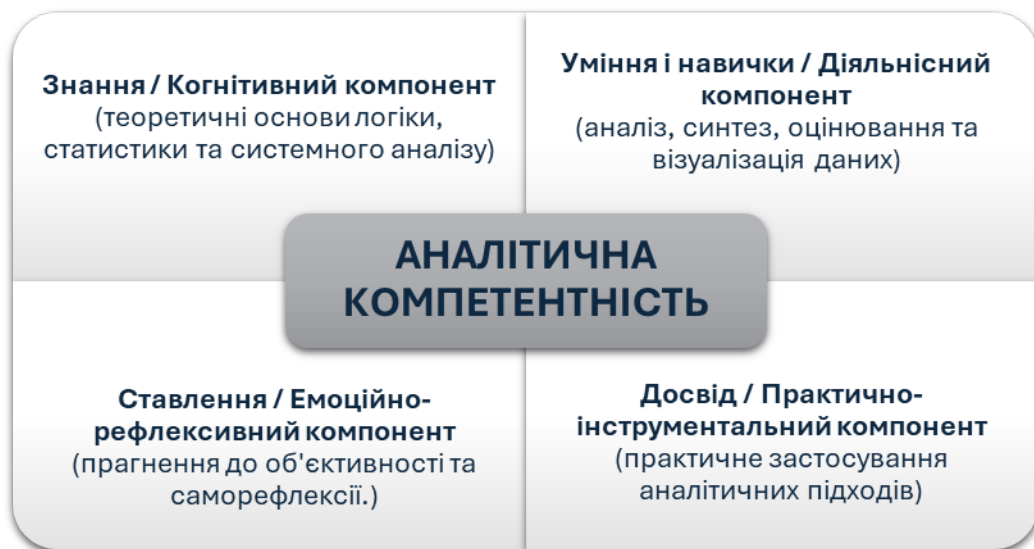 Знання / Когнітивний компонент
(теоретичні основи логіки,
статистики та системного аналізу)
Уміння і навички / Діяльнісний
компонент
(аналіз, синтез, оцінювання та
візуалізація даних)
АНАЛІТИЧНА
КОМПЕТЕНТНІСТЬ
Ставлення / Емоційно-
рефлексивний компонент
(прагнення до об'єктивності та
саморефлексії.)
Досвід / Практично-
інструментальний компонент
(практичне застосування
аналітичних підходів)